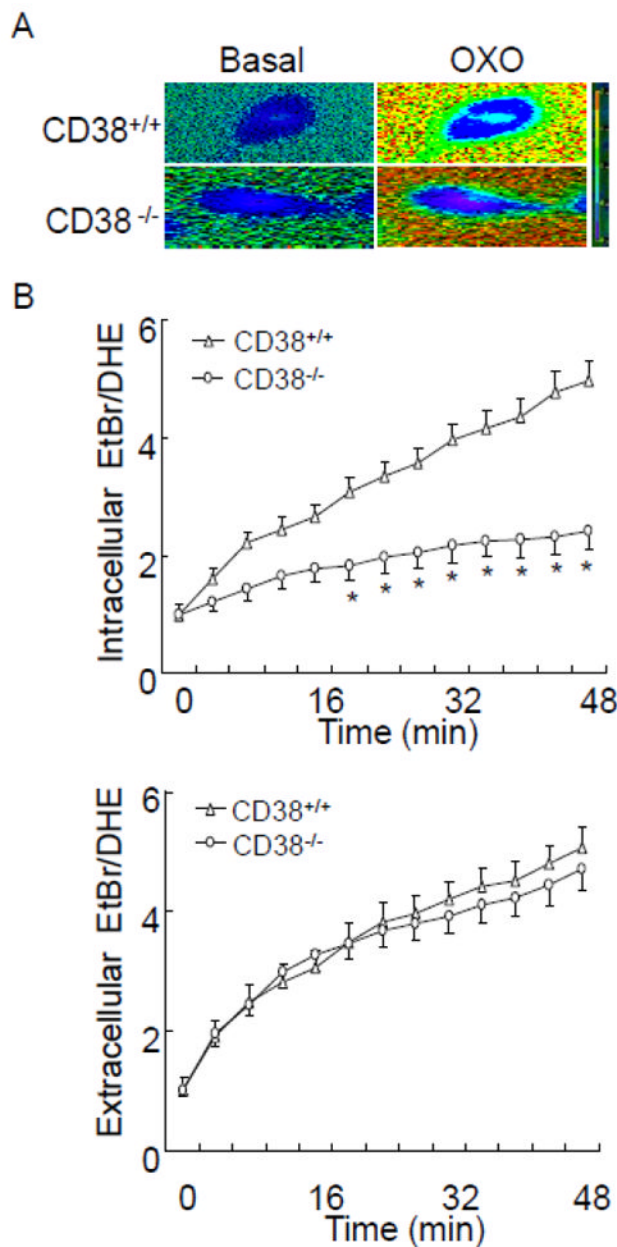 A
Basal OXO
CD38+/+
CD38 -/-
B
Intracellular EtBr/DHE
6
4
2
0
CD38+/+
CD38-/-
* * * * * * * *
0 16 32 48
Time (min)
Extracellular EtBr/DHE
6
4
2
0
CD38+/+
CD38-/-
0 16 32 48
Time (min)